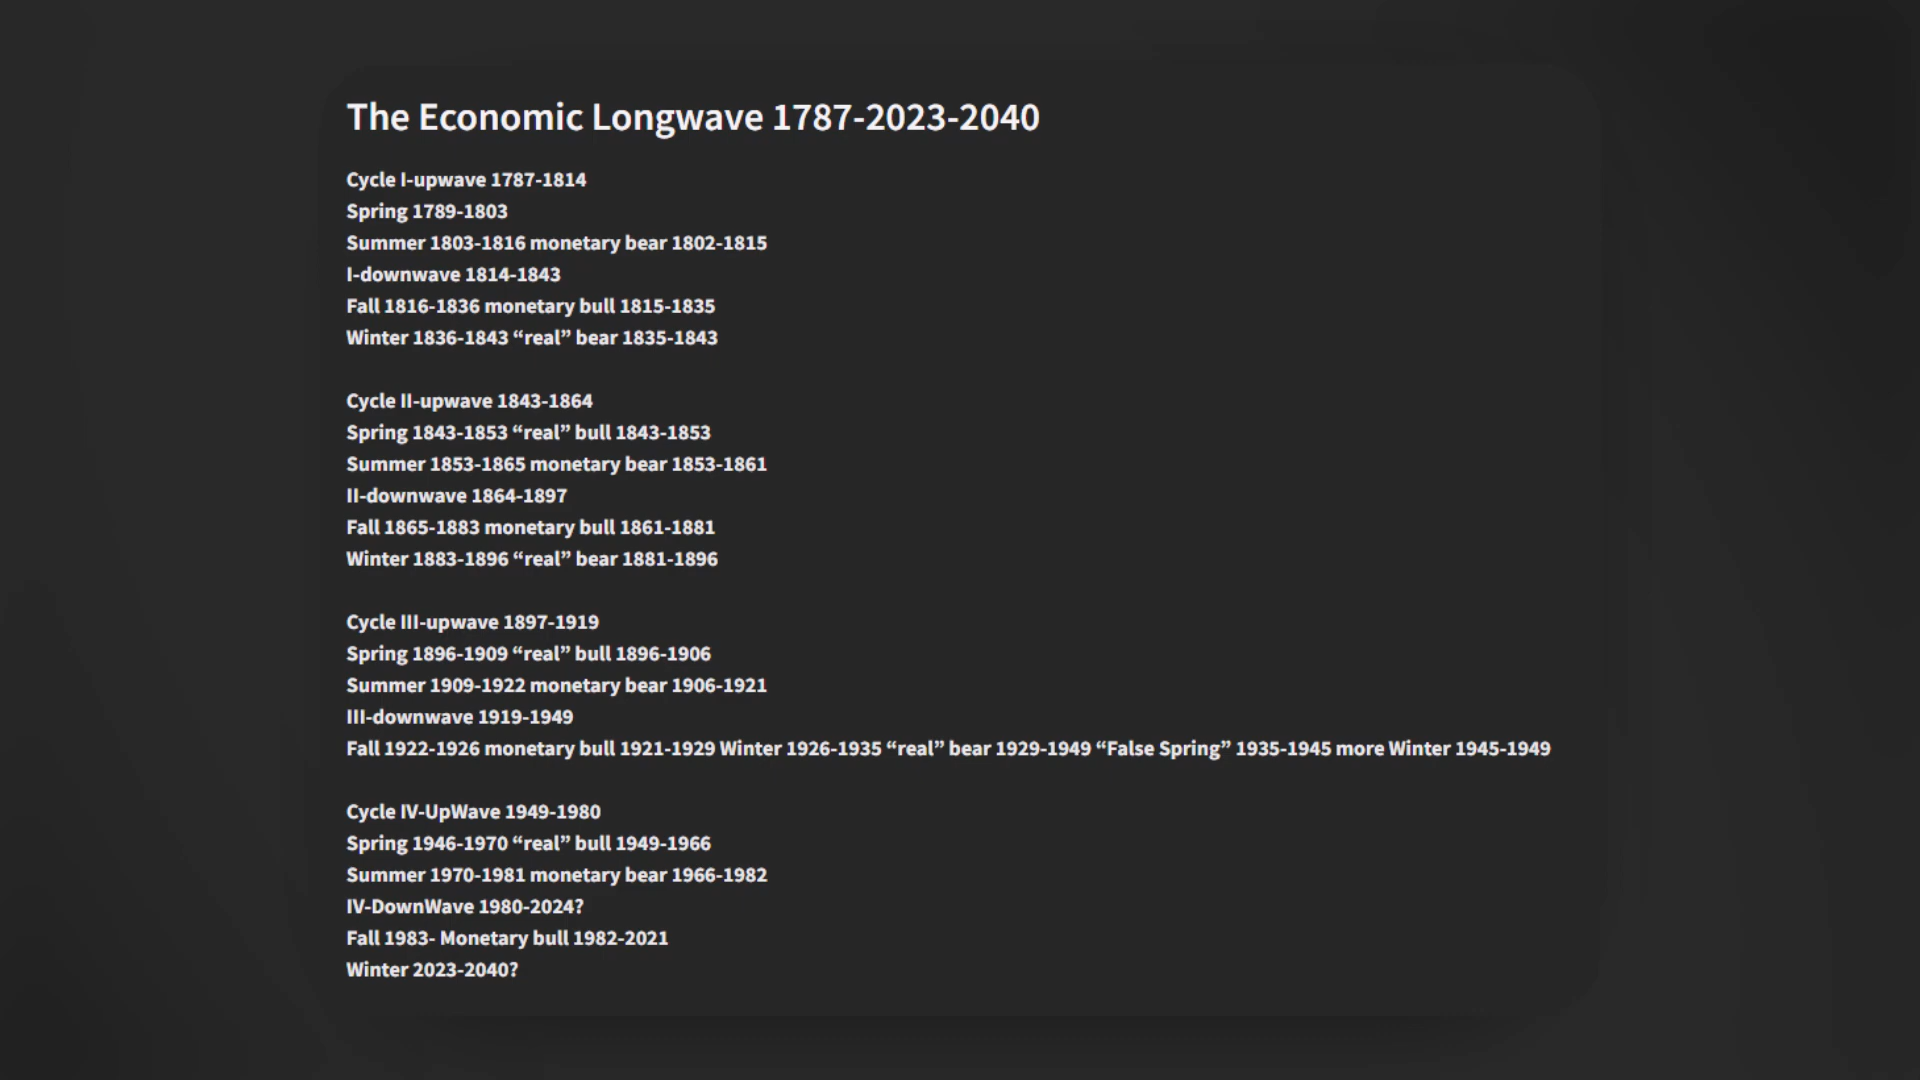 The Economic Longwave 1787-2023-2040
Cycle I-upwave 1787-1814
Spring 1789-1803
Summer 1803-1816 monetary bear 1802-1815
I-downwave 1814-1843
Fall 1816-1836 monetary bull 1815-1835
Winter 1836-1843 “real” bear 1835-1843
Cycle II-upwave 1843-1864
Spring 1843-1853 “real” bull 1843-1853
Summer 1853-1865 monetary bear 1853-1861
II-downwave 1864-1897
Fall 1865-1883 monetary bull 1861-1881
Winter 1883-1896 “real” bear 1881-1896
Cycle III-upwave 1897-1919
Spring 1896-1909 “real” bull 1896-1906
Summer 1909-1922 monetary bear 1906-1921
III-downwave 1919-1949
Fall 1922-1926 monetary bull 1921-1929 Winter 1926-1935 “real” bear 1929-1949 “False Spring” 1935-1945 more Winter 1945-1949
Cycle IV-UpWave 1949-1980
Spring 1946-1970 “real” bull 1949-1966
Summer 1970-1981 monetary bear 1966-1982
IV-DownWave 1980-2024?
Fall 1983- Monetary bull 1982-2021
Winter 2023-2040?